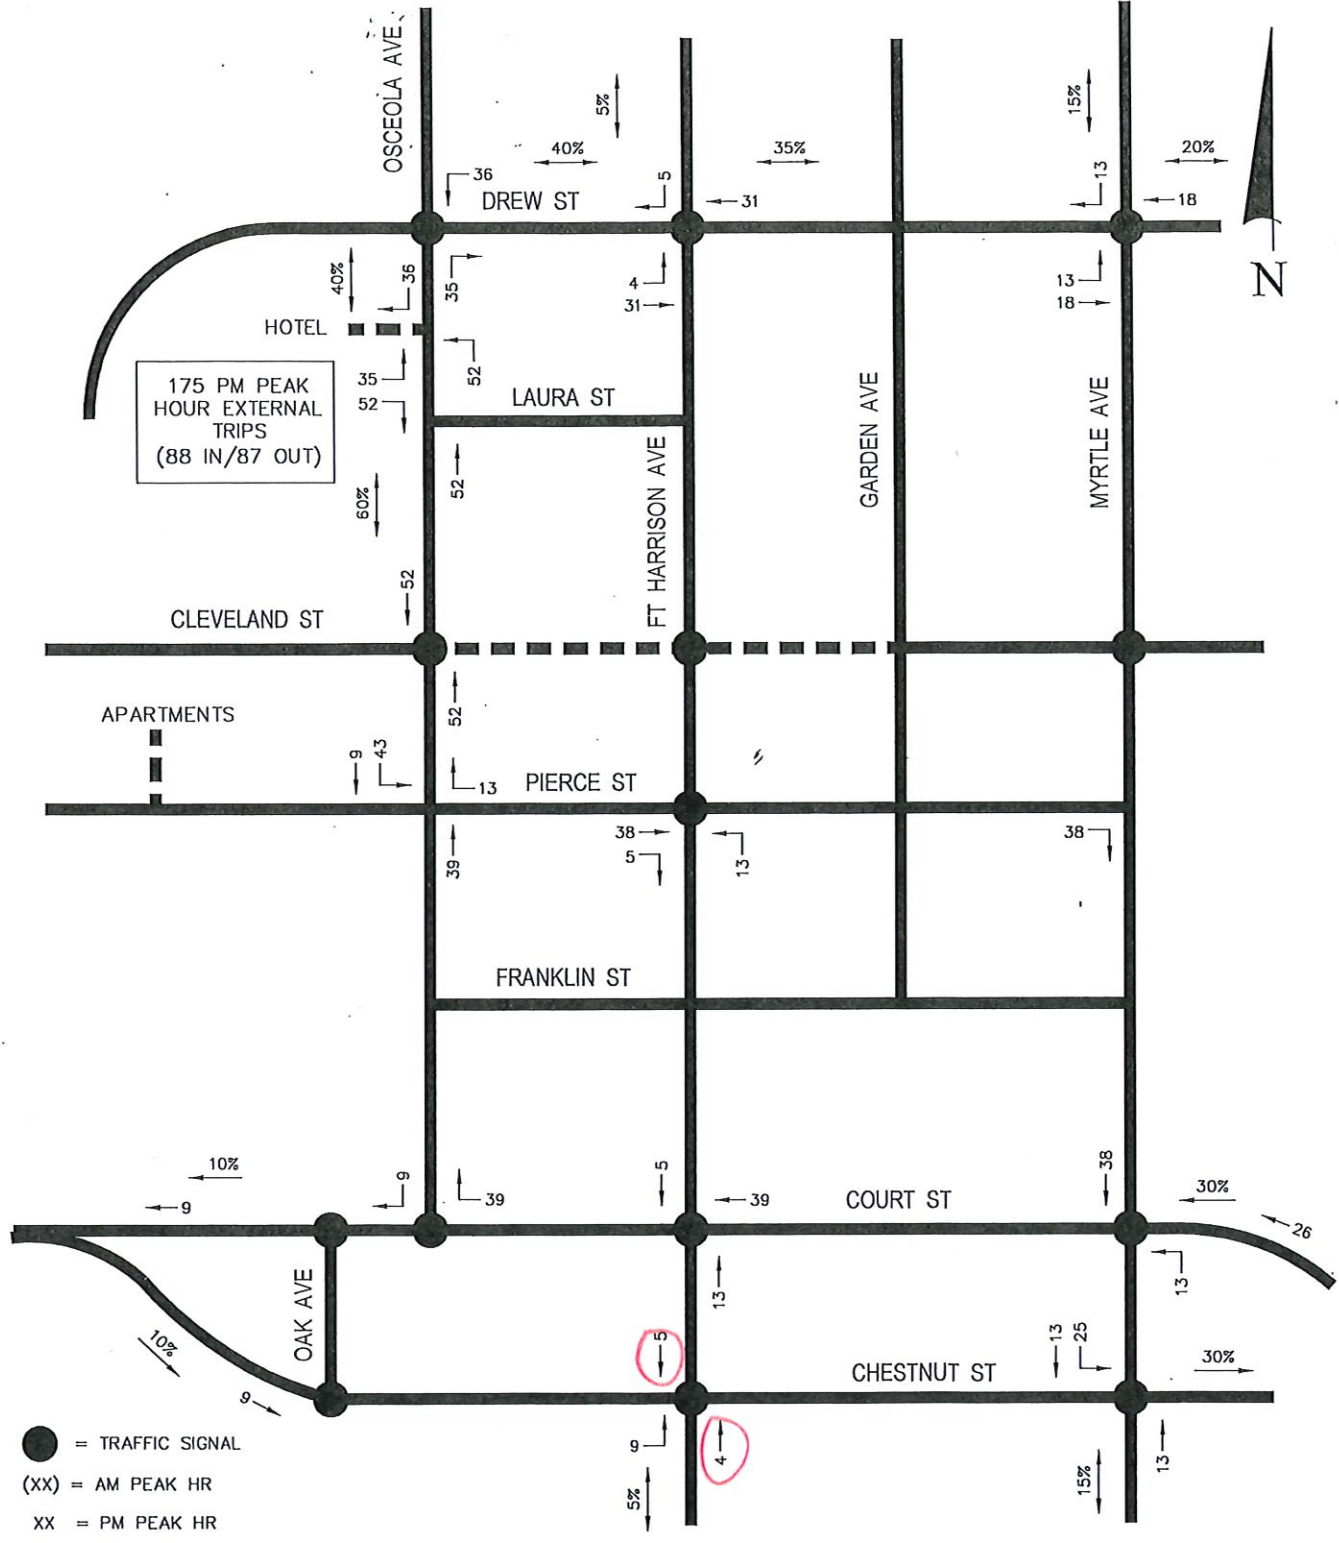 OSCEOLA AVE.
5%
15%
40%
35%
20%
36
DREW ST
5
31
13
18
40%
36
35
4
31
13
18
N
HOTEL
35
52
52
175 PM PEAK
HOUR EXTERNAL
TRIPS
(88 IN/87 OUT)
LAURA ST
GARDEN AVE
MYRTLE AVE
FT HARRISON AVE
52
60%
52
CLEVELAND ST
52
APARTMENTS
9
43
13
PIERCE ST
39
38
5
13
38
FRANKLIN ST
10%
9
9
39
5
39
COURT ST
38
30%
26
13
13
OAK AVE
10%
9
5
CHESTNUT ST
13
25
30%
= TRAFFIC SIGNAL
9
4
13
(XX) = AM PEAK HR
5%
15%
XX = PM PEAK HR